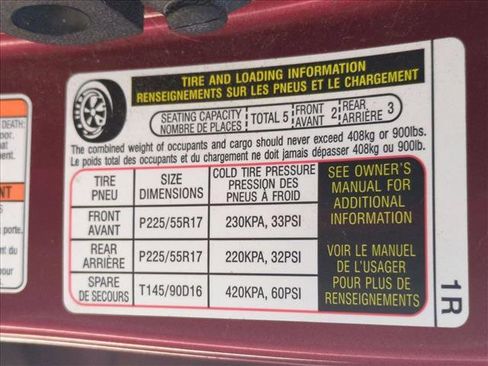 TIRE AND LOADING INFORMATION
RENSEIGNEMENTS SUR LES PNEUS ET LE CHARGEMENT
SEATING CAPACITY
NOMBRE DE PLACES
TOTAL 5
FRONT
AVANT 2
REAR
ARRIÈRE 3
The combined weight of occupants and cargo should never exceed 408kg or 900lbs.
Le poids total des occupants et du chargement ne doit jamais dépasser 408kg ou 900lb.
TIRE
PNEU
SIZE
DIMENSIONS
COLD TIRE PRESSURE
PRESSION DES
PNEUS À FROID
FRONT
AVANT
P225/55R17
230KPA, 33PSI
REAR
ARRIÈRE
P225/55R17
220KPA, 32PSI
SPARE
DE SECOURS
T145/90D16
420KPA, 60PSI
SEE OWNER'S
MANUAL FOR
ADDITIONAL
INFORMATION
VOIR LE MANUEL
DE L'USAGER
POUR PLUS DE
RENSEIGNEMENTS
1R
DEATH: